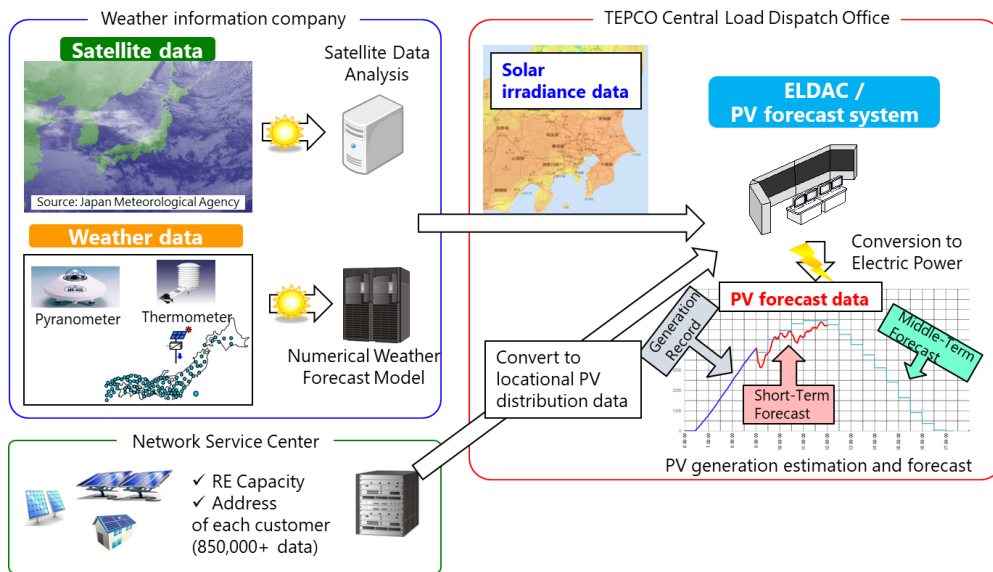 Weather information company
Satellite data
Source: Japan Meteorological Agency
Satellite Data
Analysis
Weather data
Pyranometer
Thermometer
Numerical Weather
Forecast Model
Network Service Center
✓ RE Capacity
✓ Address
of each customer
(850,000+ data)
TEPCO Central Load Dispatch Office
Solar
irradiance data
ELDAC /
PV forecast system
Conversion to
Electric Power
PV forecast data
Generation
Record
Middle-Term
Forecast
Short-Term
Forecast
Convert to
locational PV
distribution data
PV generation estimation and forecast